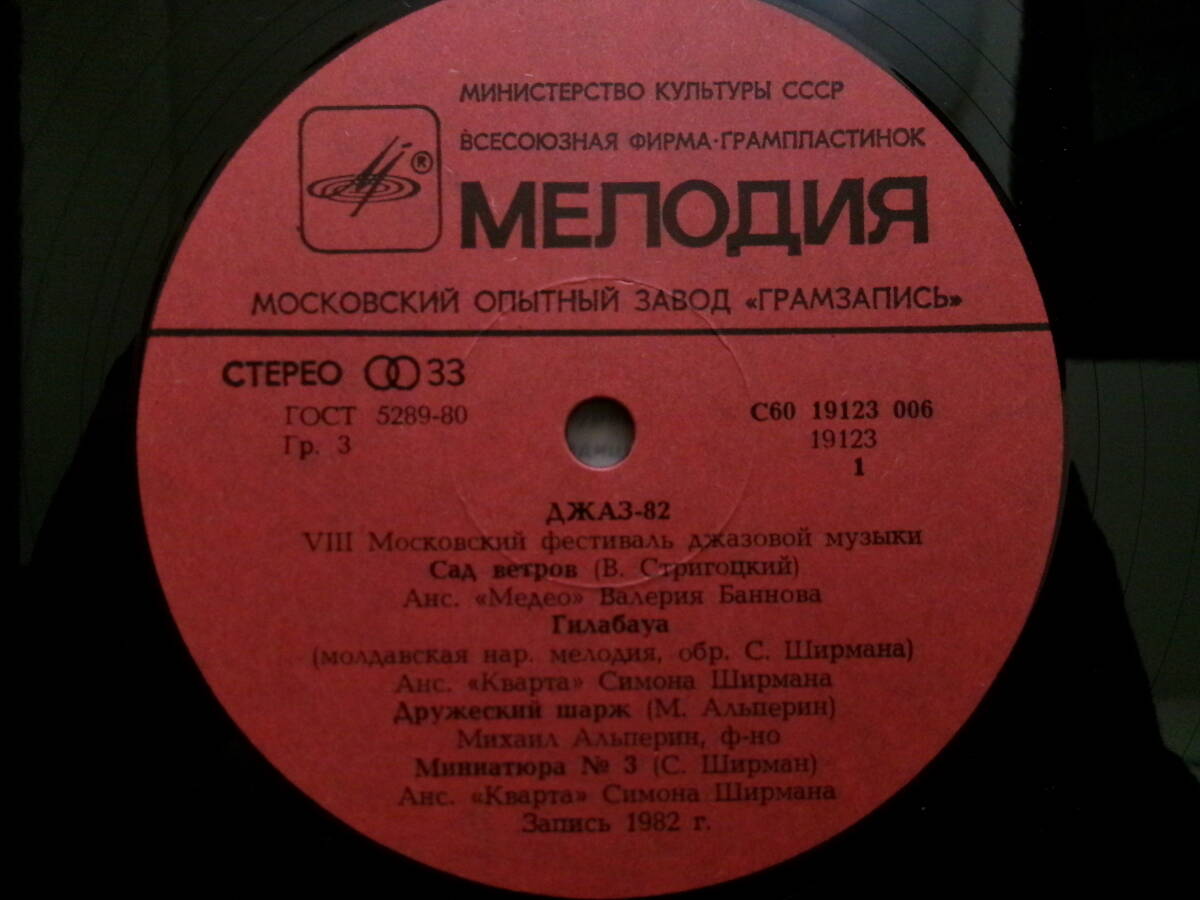 МИНИСТЕРСТВО КУЛЬТУРЫ СССР
ВСЕСОЮЗНАЯ ФИРМА·ГРАМПЛАСТИНОК
®
МЕЛОДИЯ
МОСКОВСКИЙ ОПЫТНЫЙ ЗАВОД «ГРАМЗАПИСЬ»
СТЕРЕО 33
ГОСТ 5289-80
Гр. 3
С60 19123 006
19123
1
ДЖАЗ-82
VIII Московский фестиваль джазовой музыки
Сад ветров (В. Стригоцкий)
Анс. «Медео» Валерия Баннова
Гилабауа
(молдавская нар. мелодия, обр. С. Ширмана)
Анс. «Кварта» Симона Ширмана
Дружеский шарж (М. Альперин)
Михаил Альперин, ф-но
Миниатюра № 3 (С. Ширман)
Анс. «Кварта» Симона Ширмана
Запись 1982 г.